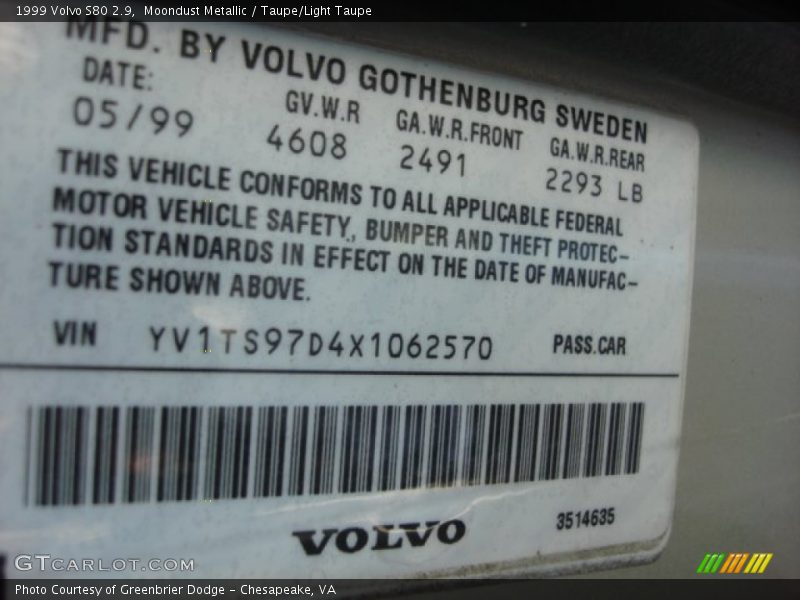 1999 Volvo S80 2.9, Moondust Metallic / Taupe/Light Taupe
MFD. BY VOLVO GOTHENBURG SWEDEN
DATE: GV.W.R GA.W.R.FRONT GA.W.R.REAR
05/99 4608 2491 2293 LB
THIS VEHICLE CONFORMS TO ALL APPLICABLE FEDERAL
MOTOR VEHICLE SAFETY, BUMPER AND THEFT PROTEC-
TION STANDARDS IN EFFECT ON THE DATE OF MANUFAC-
TURE SHOWN ABOVE.
VIN YV1TS97D4X1062570 PASS.CAR
VOLVO 3514635
GTCARLOT.COM
Photo Courtesy of Greenbrier Dodge - Chesapeake, VA